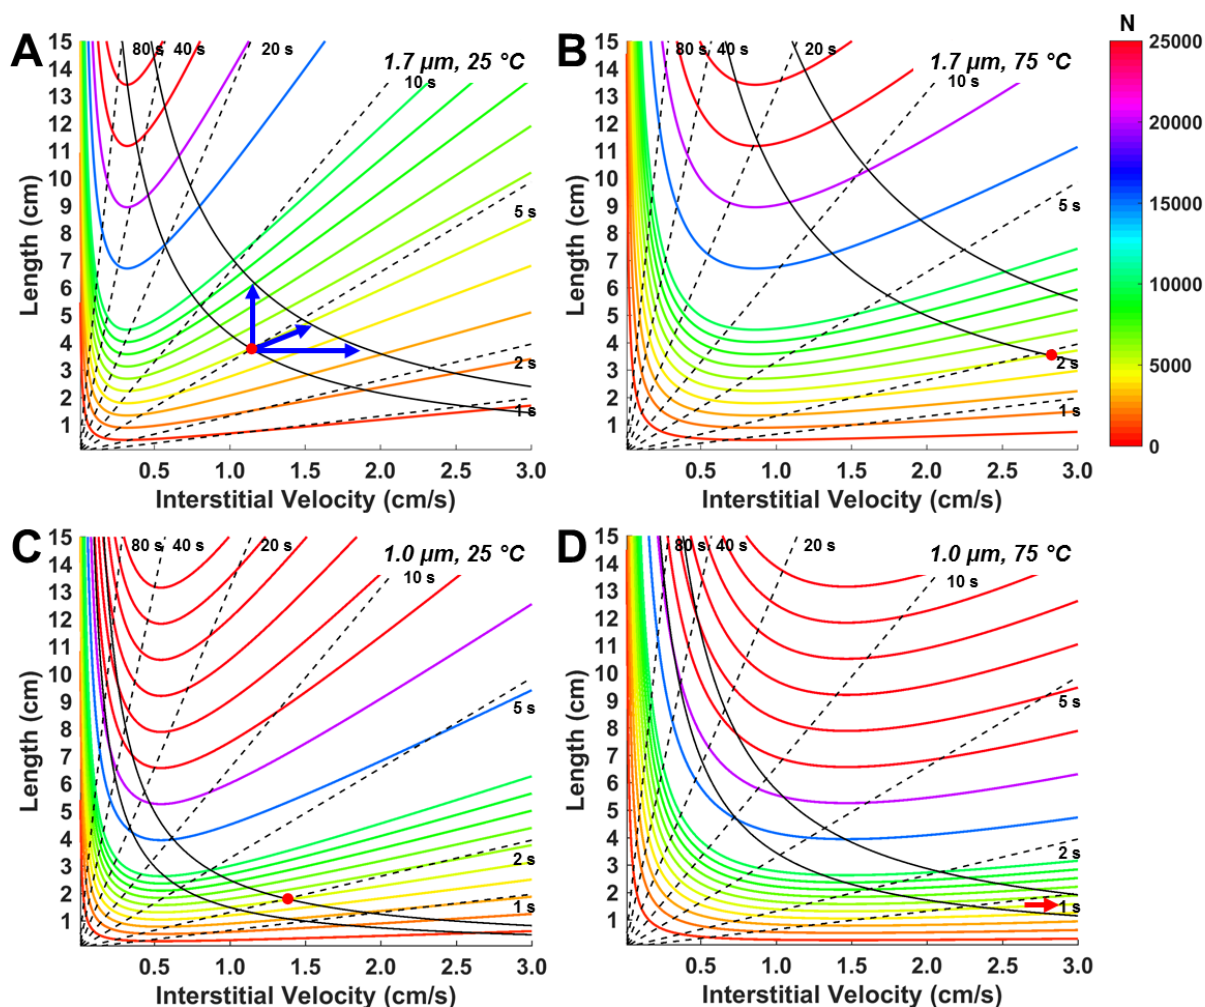 A
80 s 40 s 20 s
1.7 µm, 25 °C
10 s
5 s
2 s
1 s
15
14
13
12
11
10
9
8
7
6
5
4
3
2
1
Length (cm)
0.5 1.0 1.5 2.0 2.5 3.0
Interstitial Velocity (cm/s)
B
80 s 40 s 20 s
1.7 µm, 75 °C
10 s
5 s
2 s
1 s
15
14
13
12
11
10
9
8
7
6
5
4
3
2
1
Length (cm)
0.5 1.0 1.5 2.0 2.5 3.0
Interstitial Velocity (cm/s)
N
25000
20000
15000
10000
5000
0
C
80 s 40 s 20 s
1.0 µm, 25 °C
10 s
5 s
2 s
1 s
15
14
13
12
11
10
9
8
7
6
5
4
3
2
1
Length (cm)
0.5 1.0 1.5 2.0 2.5 3.0
Interstitial Velocity (cm/s)
D
80 s 40 s 20 s
1.0 µm, 75 °C
10 s
5 s
2 s
1 s
15
14
13
12
11
10
9
8
7
6
5
4
3
2
1
Length (cm)
0.5 1.0 1.5 2.0 2.5 3.0
Interstitial Velocity (cm/s)